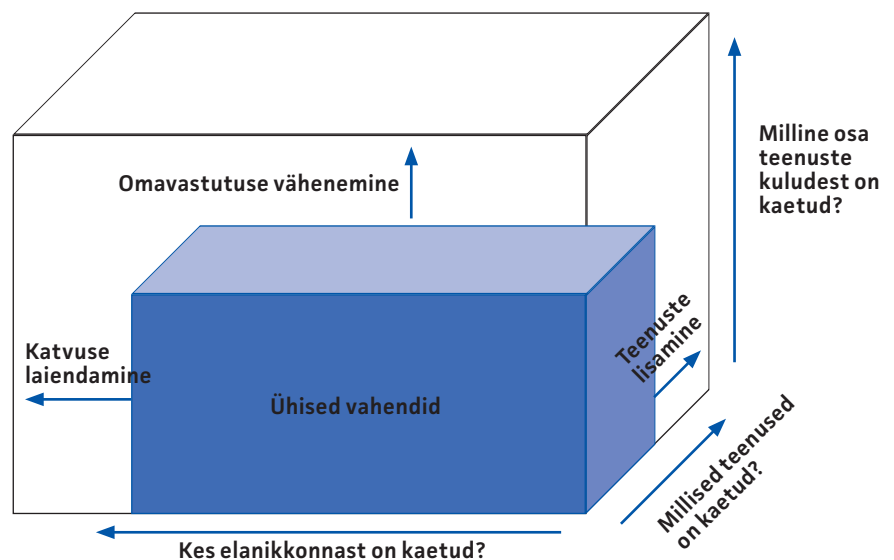 Milline osa
teenuste
kuludest on
kaetud?
Omavastutuse vähenemine
Katvuse
laiendamine
Ühised vahendid
Teenuste
lisamine
Millised teenused
on kaetud?
Kes elanikkonnast on kaetud?